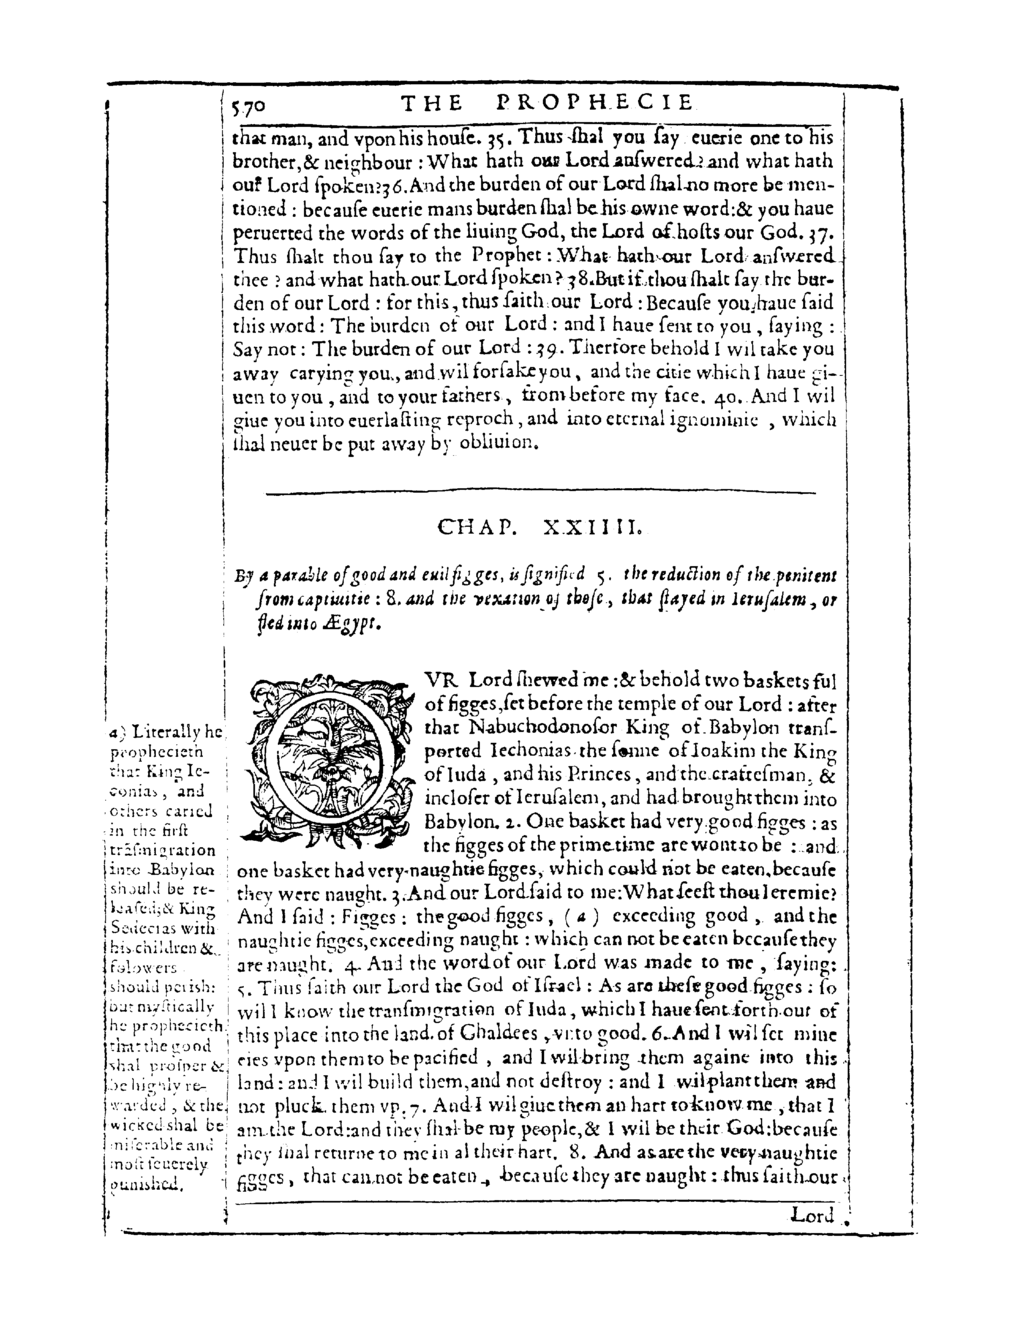 570 THE PROPHECIE
that man, and vpon his houſe. 35. Thus ſhal you ſay euerie one to his
brother,& neighbour : What hath our Lord anſwered? and what hath
our Lord ſpoken? 36. And the burden of our Lord ſhal no more be men-
tioned : becauſe euerie mans burden ſhal be his owne word:& you haue
peruerted the words of the liuing God, the Lord of hoſts our God. 37.
Thus ſhalt thou ſay to the Prophet : What hath our Lord anſwered
thee ? and what hath our Lord ſpoken? 38. But if thou ſhalt ſay the bur-
den of our Lord : for this, thus ſaith our Lord : Becauſe you haue ſaid
this word : The burden of our Lord : and I haue ſent to you, ſaying :
Say not : The burden of our Lord : 39. Therfore behold I wil take you
away carying you, and wil forſake you, and the citie which I haue gi-
uen to you, and to your fathers, from before my face. 40. And I wil
giue you into euerlaſting reproch, and into eternal ignominie, which
ſhal neuer be put away by obliuion.
CHAP. XXIIII.
By a parable of good and euil figges, is ſignified 5. the reduction of the penitent
from captiuitie : 8. and the vexation of thoſe, that ſtayed in Ieruſalem, or
fled into Ægypt.
OVR Lord ſhewed me :& behold two baskets ful
of figges, ſet before the temple of our Lord : after
that Nabuchodonoſor King of Babylon tranſ-
ported Iechonias the ſonne of Ioakim the King
of Iuda, and his Princes, and the crafteſman, &
incloſer of Ieruſalem, and had brought them into
Babylon. 2. One basket had very good figges : as
the figges of the prime time are wont to be : and
one basket had very naughtie figges, which could not be eaten, becauſe
they were naught. 3. And our Lord ſaid to me: What ſeeſt thou Ieremie?
And I ſaid : Figges : the good figges, ( a ) exceeding good, and the
naughtie figges, exceeding naught : which can not be eaten becauſe they
are naught. 4. And the word of our Lord was made to me, ſaying:
5. Thus ſaith our Lord the God of Iſrael : As are theſe good figges : ſo
wil I know the tranſmigration of Iuda, which I haue ſent forth out of
this place into the land of Chaldees, vnto good. 6. And I wil ſet mine
eies vpon them to be pacified, and I wil bring them againe into this
land : and I wil build them, and not deſtroy : and I wil plant them and
not pluck them vp. 7. And I wil giue them an hart to know me, that I
am the Lord: and they ſhal be my people,& I wil be their God: becauſe
they ſhal returne to me in al their hart. 8. And as are the very naughtie
figges, that can not be eaten, becauſe they are naught : thus ſaith our
Lord
a) Literally he
prophecieth
that King Ie-
conias, and
others caried
in the firſt
trāſmigration
into Babylon
ſhould be re-
leaſed;& King
Sedecias with
his children &
folowers
ſhould periſh:
but myſtically
he prophecieth
that the good
ſhal proſper &
be highly re-
warded, & the
wicked ſhal be
miſerable and
moſt ſeuerely
puniſhed.